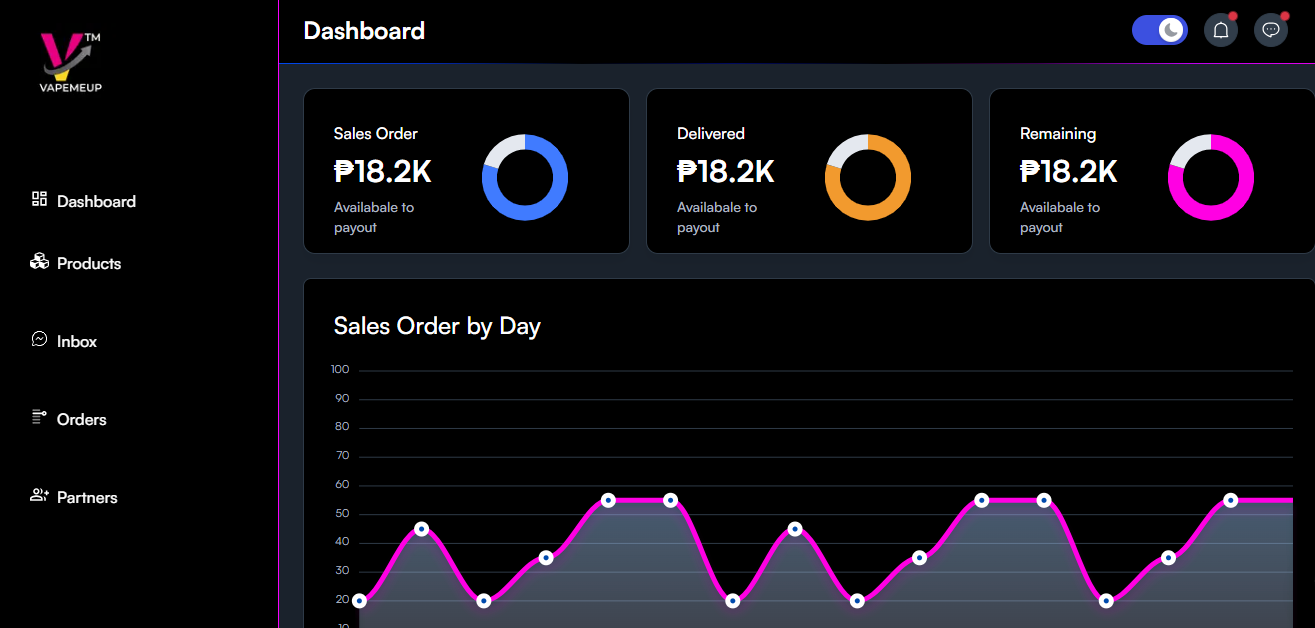 TM
VAPEMEUP
Dashboard
Products
Inbox
Orders
Partners
Dashboard
Sales Order
₱18.2K
Availabale to
payout
Delivered
₱18.2K
Availabale to
payout
Remaining
₱18.2K
Availabale to
payout
Sales Order by Day
100
90
80
70
60
50
40
30
20
10